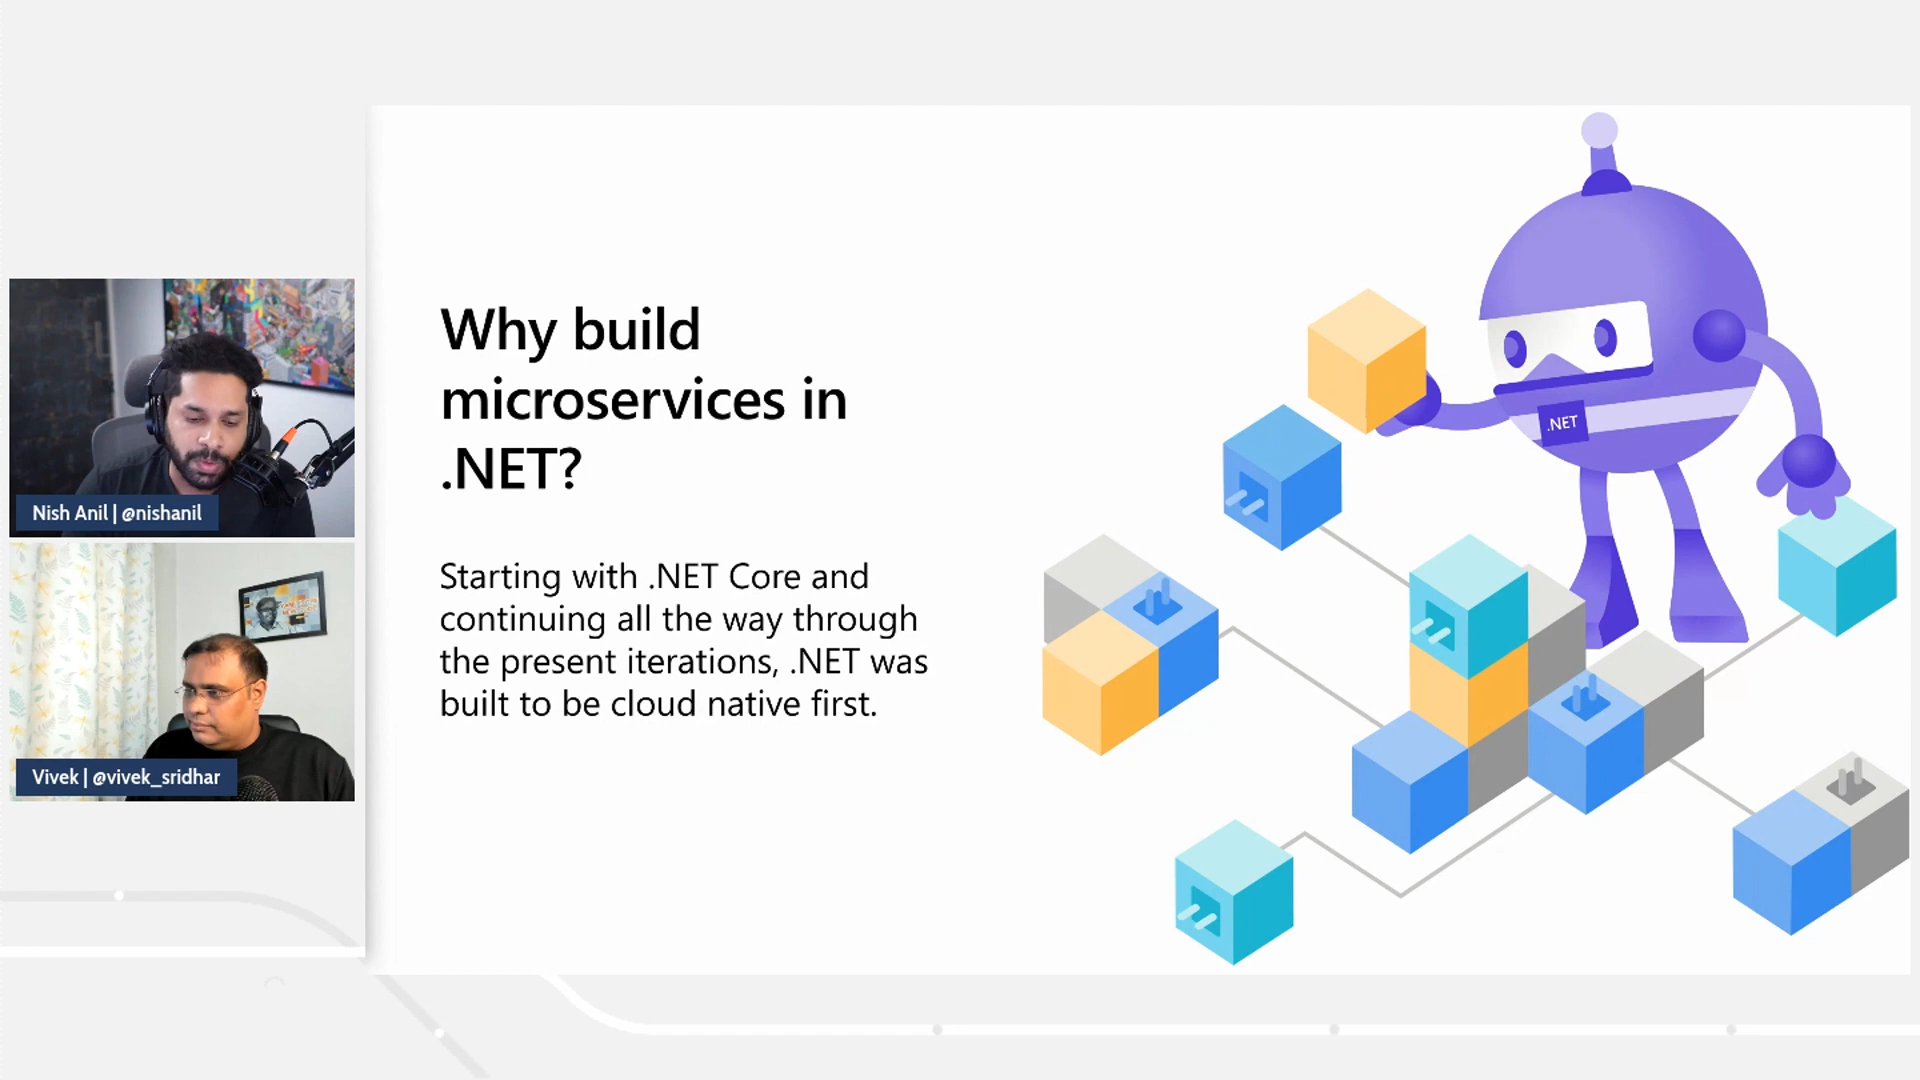 Nish Anil | @nishanil
Vivek | @vivek_sridhar
Why build
microservices in
.NET?
Starting with .NET Core and
continuing all the way through
the present iterations, .NET was
built to be cloud native first.
.NET